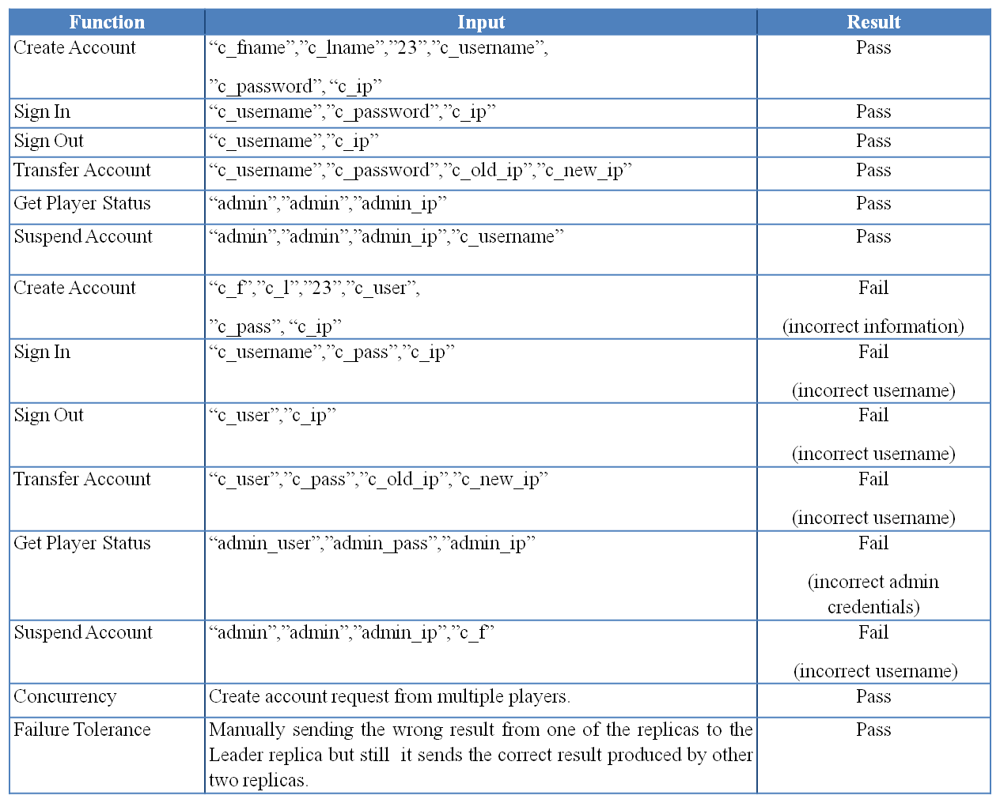 Function Input Result
Create Account “c_fname”,”c_lname”,”23”,”c_username”, Pass
”c_password”, “c_ip”
Sign In “c_username”,”c_password”,”c_ip” Pass
Sign Out “c_username”,”c_ip” Pass
Transfer Account “c_username”,”c_password”,”c_old_ip”,”c_new_ip” Pass
Get Player Status “admin”,”admin”,”admin_ip” Pass
Suspend Account “admin”,”admin”,”admin_ip”,”c_username” Pass
Create Account “c_f”,”c_l”,”23”,”c_user”, Fail
”c_pass”, “c_ip” (incorrect information)
Sign In “c_username”,”c_pass”,”c_ip” Fail
(incorrect username)
Sign Out “c_user”,”c_ip” Fail
(incorrect username)
Transfer Account “c_user”,”c_pass”,”c_old_ip”,”c_new_ip” Fail
(incorrect username)
Get Player Status “admin_user”,”admin_pass”,”admin_ip” Fail
(incorrect admin
credentials)
Suspend Account “admin”,”admin”,”admin_ip”,”c_f” Fail
(incorrect username)
Concurrency Create account request from multiple players. Pass
Failure Tolerance Manually sending the wrong result from one of the replicas to the Pass
Leader replica but still it sends the correct result produced by other
two replicas.